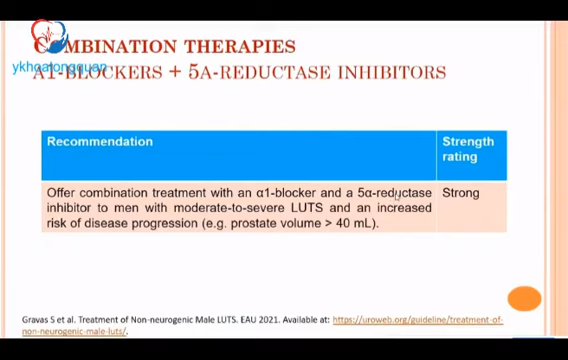 COMBINATION THERAPIES
ykhoatongquan
Α1-BLOCKERS + 5Α-REDUCTASE INHIBITORS
Recommendation
Strength
rating
Offer combination treatment with an α1-blocker and a 5α-reductase
inhibitor to men with moderate-to-severe LUTS and an increased
risk of disease progression (e.g. prostate volume > 40 mL).
Strong
Gravas S et al. Treatment of Non-neurogenic Male LUTS. EAU 2021. Available at: https://uroweb.org/guideline/treatment-of-
non-neurogenic-male-luts/.